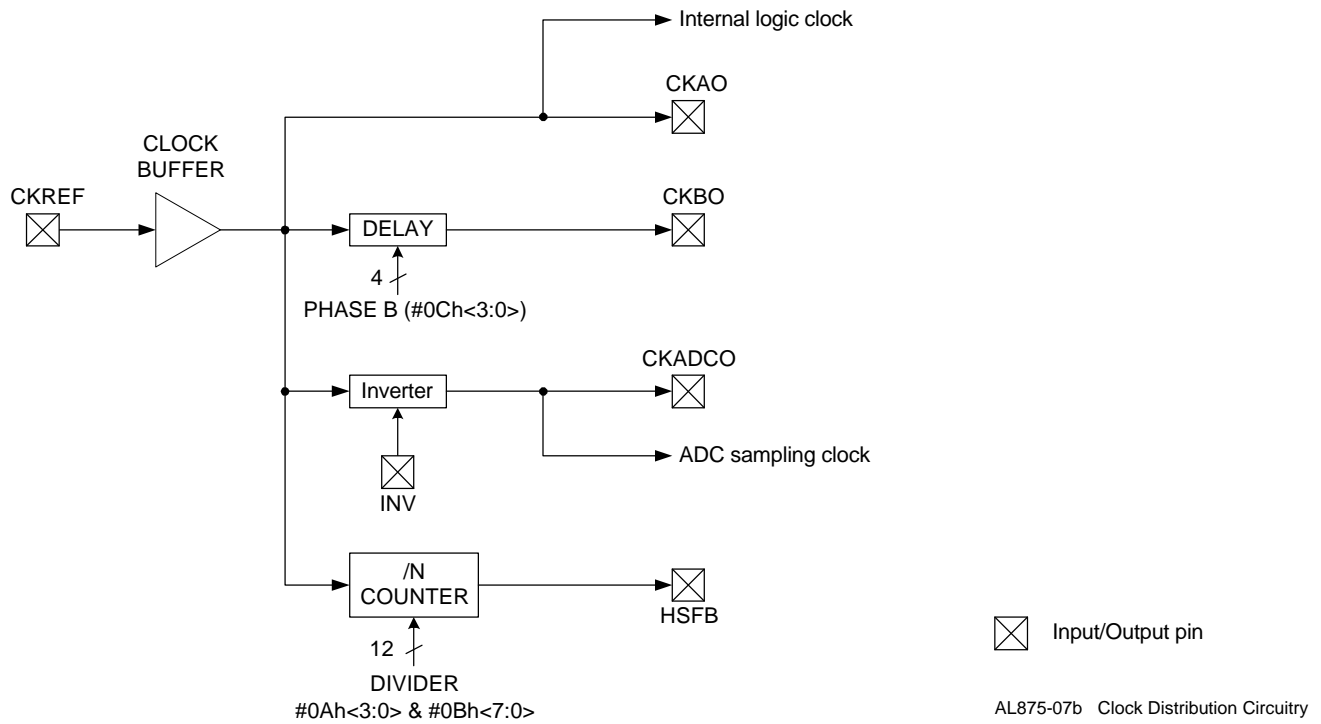 Internal logic clock
CKAO
CLOCK
BUFFER
CKREF
CKBO
DELAY
4
PHASE B (#0Ch<3:0>)
CKADCO
Inverter
ADC sampling clock
INV
/N
COUNTER
HSFB
Input/Output pin
12
DIVIDER
#0Ah<3:0> & #0Bh<7:0>
AL875-07b Clock Distribution Circuitry